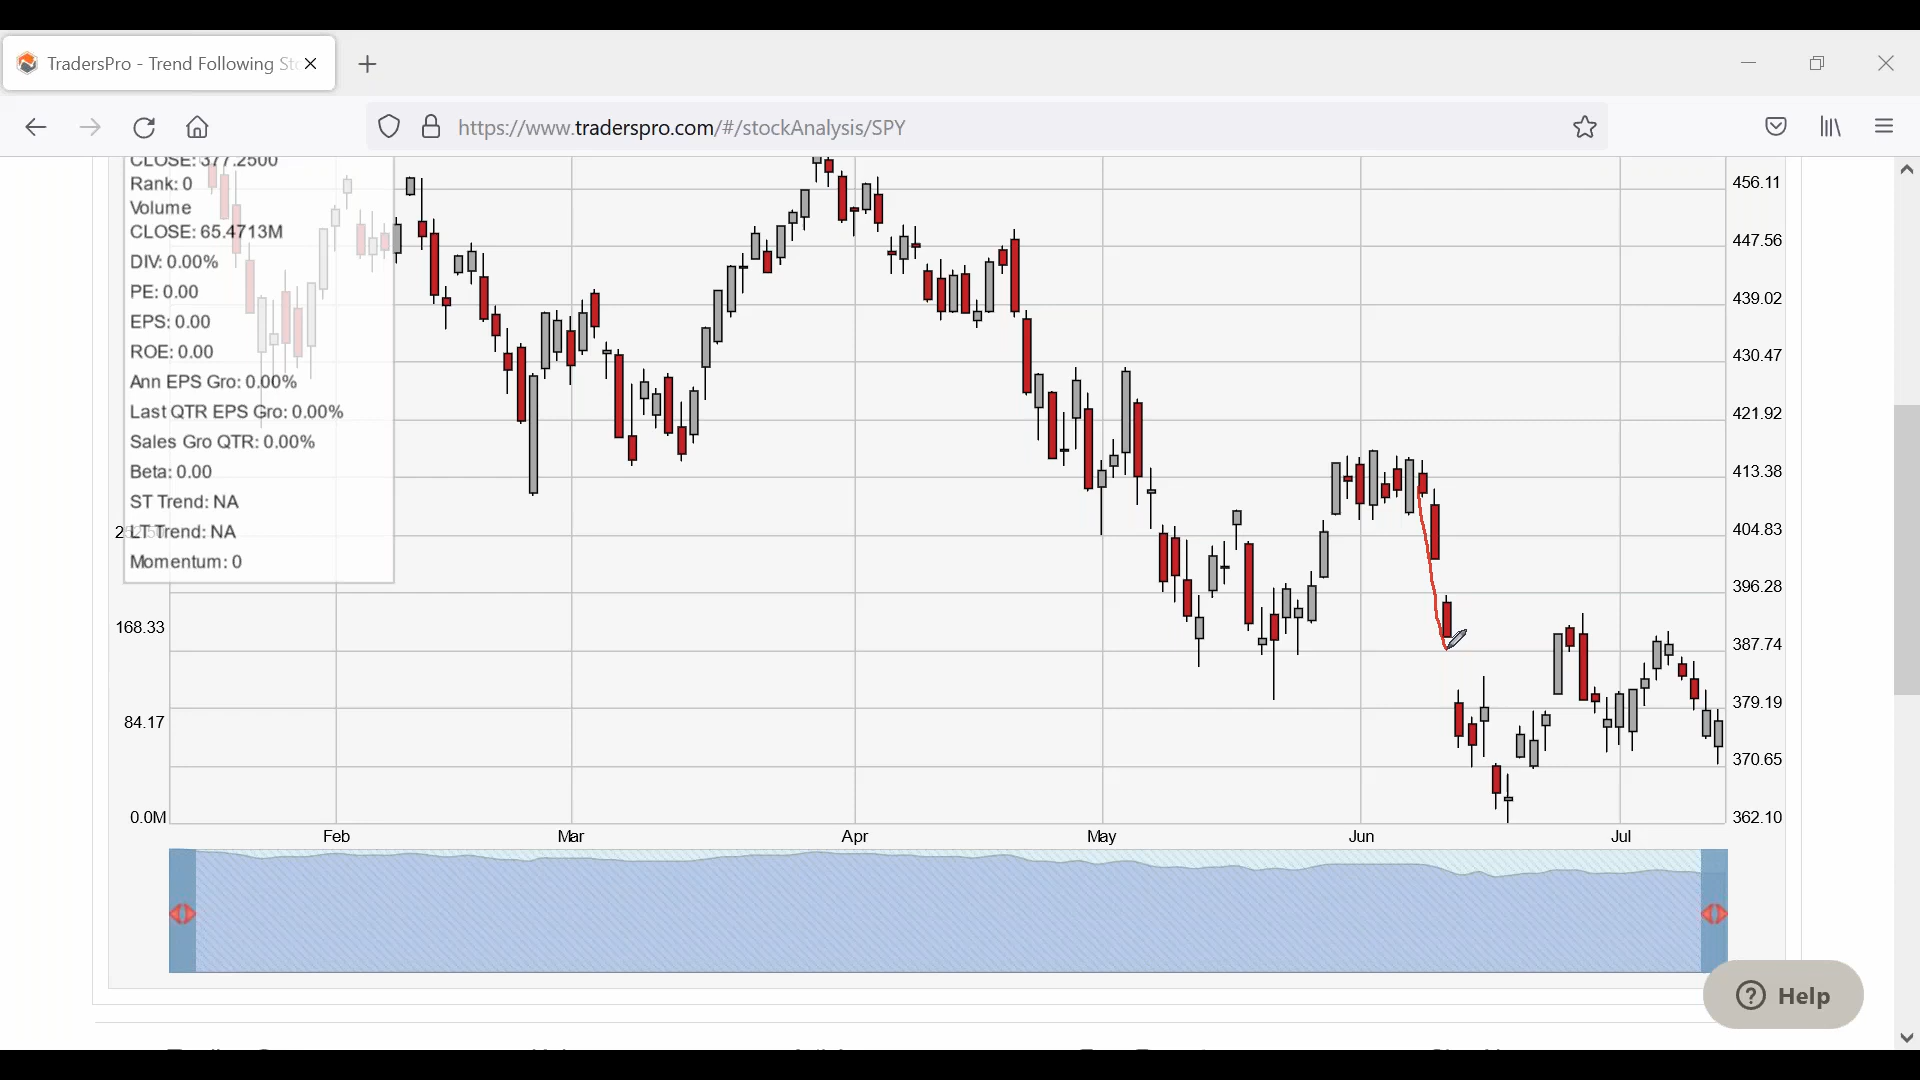 TradersPro - Trend Following Sto
https://www.traderspro.com/#/stockAnalysis/SPY
CLOSE: 377.2500
Rank: 0
Volume
CLOSE: 65.4713M
DIV: 0.00%
PE: 0.00
EPS: 0.00
ROE: 0.00
Ann EPS Gro: 0.00%
Last QTR EPS Gro: 0.00%
Sales Gro QTR: 0.00%
Beta: 0.00
ST Trend: NA
LT Trend: NA
Momentum: 0
168.33
84.17
0.0M
456.11
447.56
439.02
430.47
421.92
413.38
404.83
396.28
387.74
379.19
370.65
362.10
Feb Mar Apr May Jun Jul
? Help